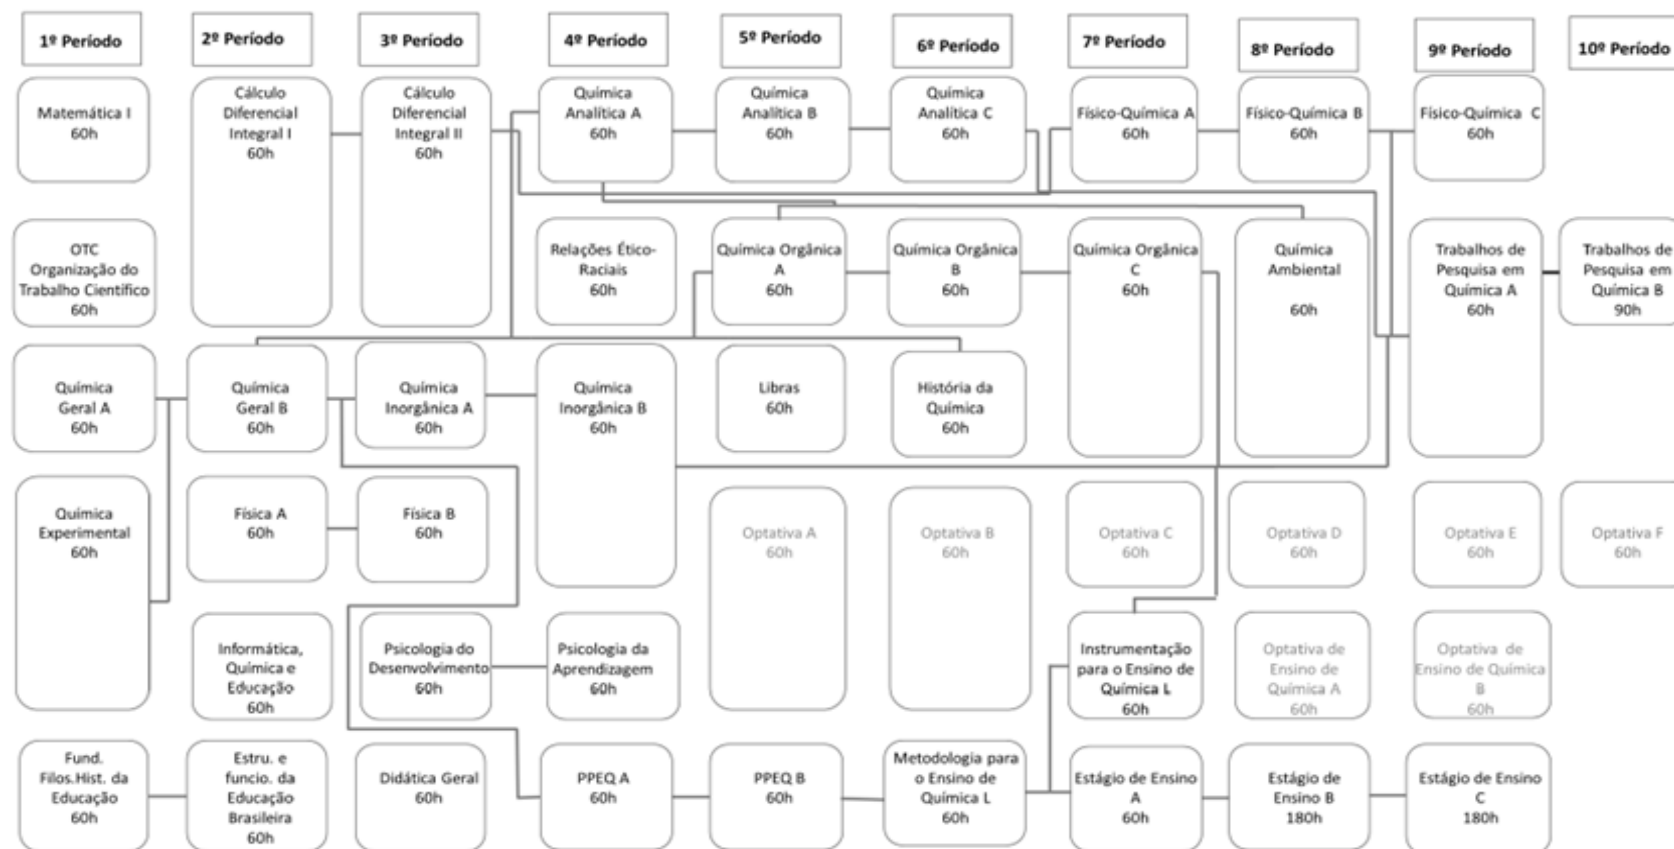 1º Período
2º Período
3º Período
4º Período
5º Período
6º Período
7º Período
8º Período
9º Período
10º Período
Matemática I
60h
Cálculo
Diferencial
Integral I
60h
Cálculo
Diferencial
Integral II
60h
Química
Analítica A
60h
Química
Analítica B
60h
Química
Analítica C
60h
Físico-Química A
60h
Físico-Química B
60h
Físico-Química C
60h
OTC
Organização do
Trabalho Científico
60h
Relações Ético-
Raciais
60h
Química Orgânica
A
60h
Química Orgânica
B
60h
Química Orgânica
C
60h
Química
Ambiental
60h
Trabalhos de
Pesquisa em
Química A
60h
Trabalhos de
Pesquisa em
Química B
90h
Química
Geral A
60h
Química
Geral B
60h
Química
Inorgânica A
60h
Química
Inorgânica B
60h
Libras
60h
História da
Química
60h
Química
Experimental
60h
Física A
60h
Física B
60h
Optativa A
60h
Optativa B
60h
Optativa C
60h
Optativa D
60h
Optativa E
60h
Optativa F
60h
Informática,
Química e
Educação
60h
Psicologia do
Desenvolvimento
60h
Psicologia da
Aprendizagem
60h
Instrumentação
para o Ensino de
Química L
60h
Optativa de
Ensino de
Química A
60h
Optativa de
Ensino de Química
B
60h
Fund.
Filos.Hist. da
Educação
60h
Estru. e
funcio. da
Educação
Brasileira
60h
Didática Geral
60h
PPEQ A
60h
PPEQ B
60h
Metodologia para
o Ensino de
Química L
60h
Estágio de Ensino
A
60h
Estágio de
Ensino B
180h
Estágio de Ensino
C
180h